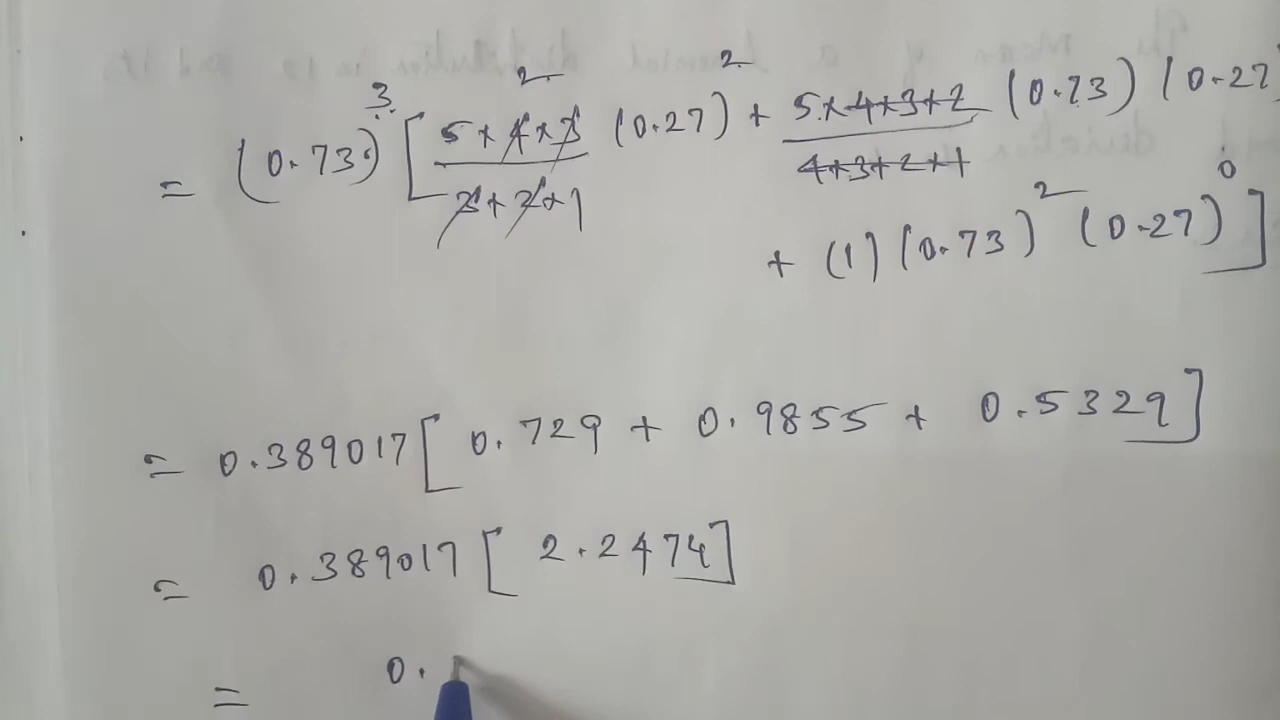 = (0.73)³ [ 5×4×3 / 3×2×1 (0.27)² + 5×4×3×2 / 4×3×2×1 (0.73) (0.27
+ (1) (0.73)² (0.27)⁰ ]
= 0.389017 [ 0.729 + 0.9855 + 0.5329 ]
= 0.389017 [ 2.2474 ]
= 0.